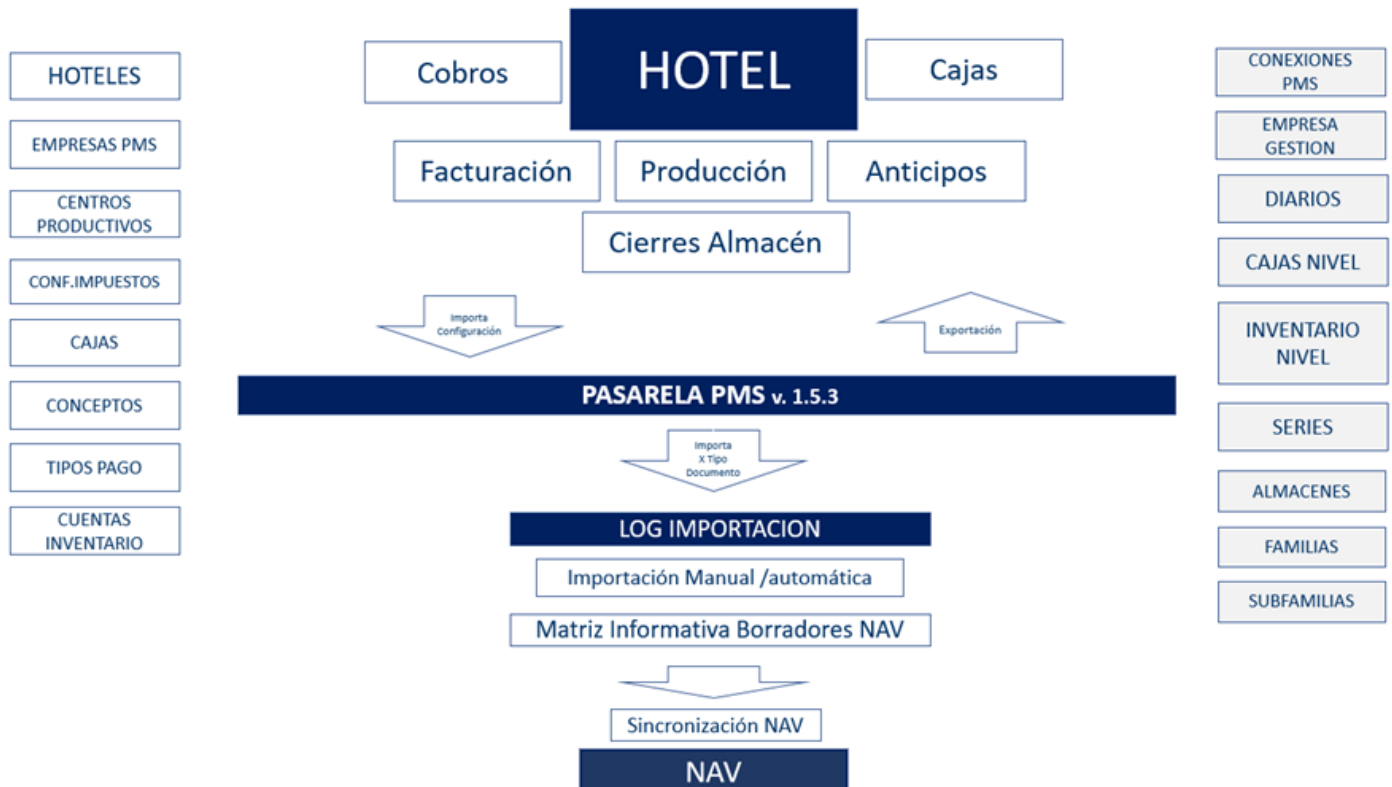 HOTELES
EMPRESAS PMS
CENTROS
PRODUCTIVOS
CONF.IMPUESTOS
CAJAS
CONCEPTOS
TIPOS PAGO
CUENTAS
INVENTARIO
Cobros
HOTEL
Cajas
Facturación
Producción
Anticipos
Cierres Almacén
Importa
Configuración
Exportación
PASARELA PMS v. 1.5.3
Importa
X Tipo
Documento
LOG IMPORTACION
Importación Manual /automática
Matriz Informativa Borradores NAV
Sincronización NAV
NAV
CONEXIONES
PMS
EMPRESA
GESTION
DIARIOS
CAJAS NIVEL
INVENTARIO
NIVEL
SERIES
ALMACENES
FAMILIAS
SUBFAMILIAS